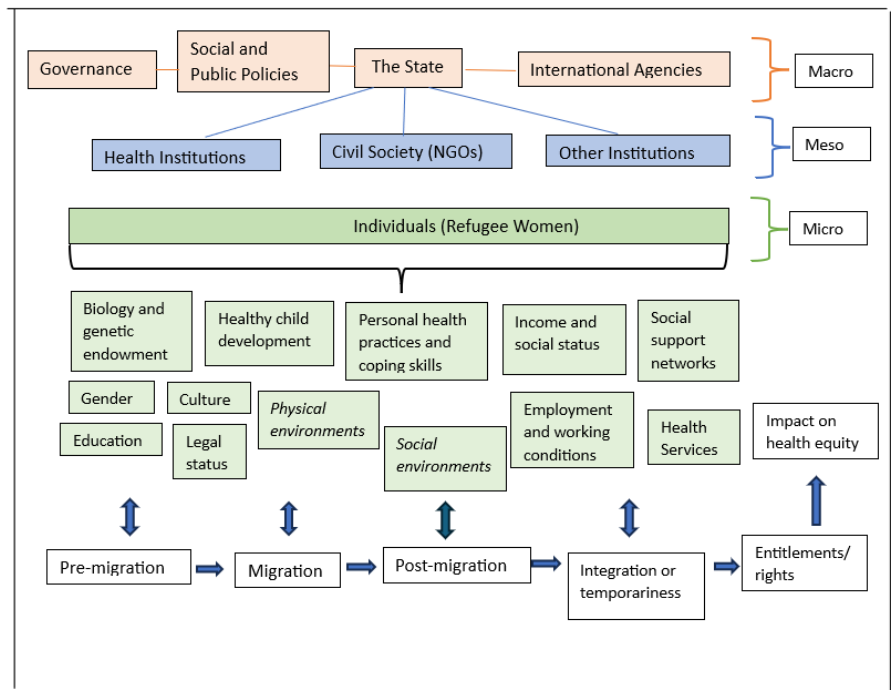 Governance
Social and
Public Policies
The State
International Agencies
Macro
Health Institutions
Civil Society (NGOs)
Other Institutions
Meso
Individuals (Refugee Women)
Micro
Biology and
genetic
endowment
Healthy child
development
Personal health
practices and
coping skills
Income and
social status
Social
support
networks
Gender
Culture
Physical
environments
Employment
and working
conditions
Impact on
health equity
Education
Legal
status
Social
environments
Health
Services
Pre-migration
Migration
Post-migration
Integration or
temporariness
Entitlements/
rights